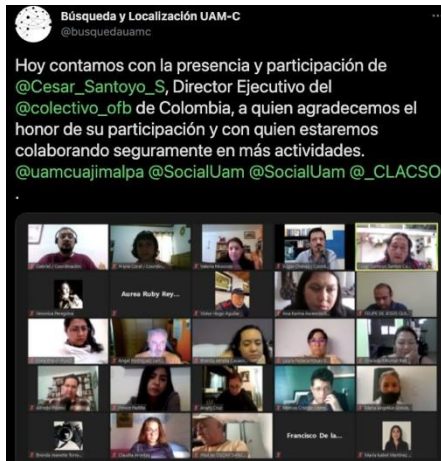 Búsqueda y Localización UAM-C
@busquedauamc
Hoy contamos con la presencia y participación de
@Cesar_Santoyo_S, Director Ejecutivo del
@colectivo_ofb de Colombia, a quien agradecemos el
honor de su participación y con quien estaremos
colaborando seguramente en más actividades.
@uamcuajimalpa @SocialUam @SocialUam @_CLACSO
.
Aurea Ruby Rey...
Francisco De la...